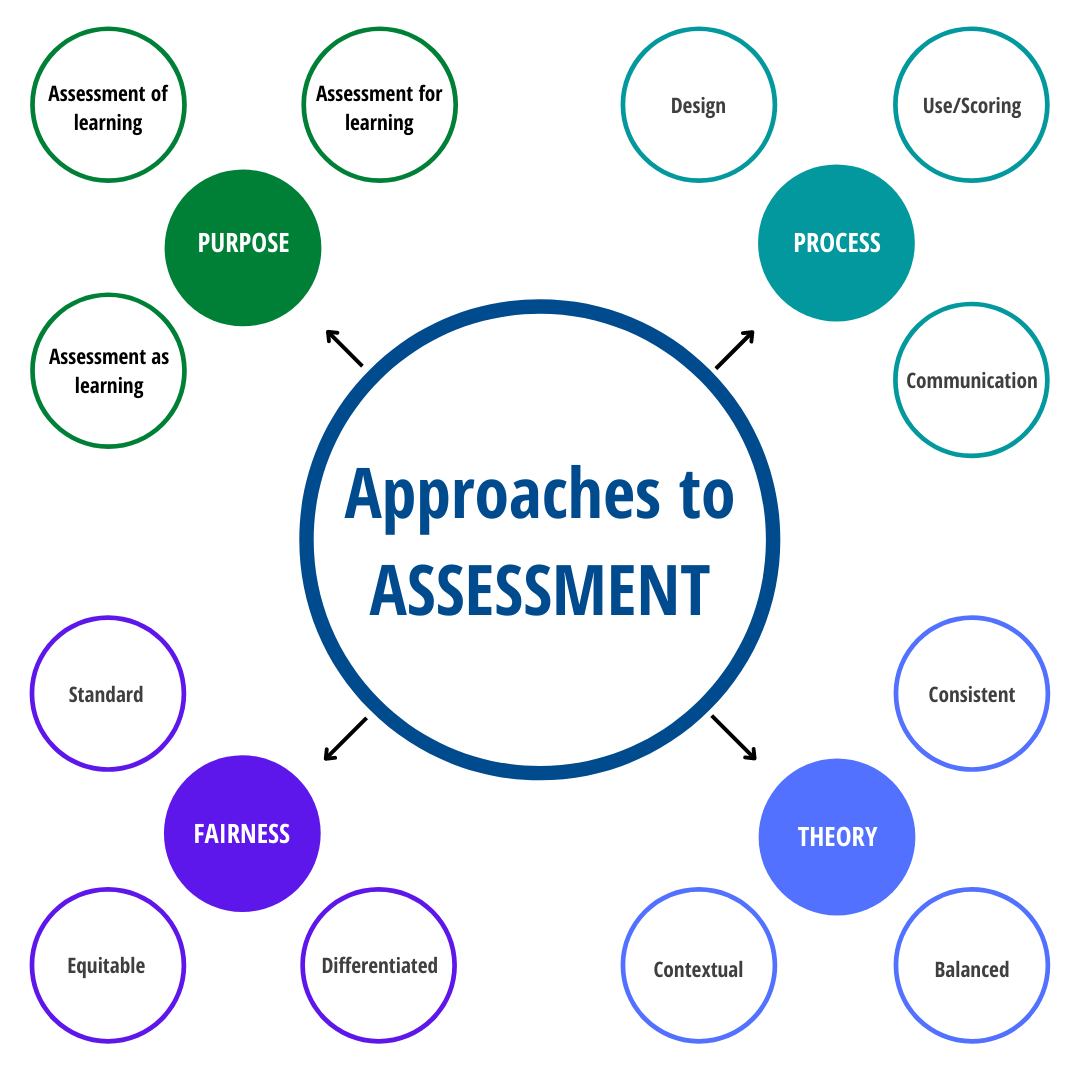 Assessment of
learning
Assessment for
learning
PURPOSE
Assessment as
learning
Design
Use/Scoring
PROCESS
Communication
Approaches to
ASSESSMENT
Standard
FAIRNESS
Equitable
Differentiated
Consistent
THEORY
Contextual
Balanced